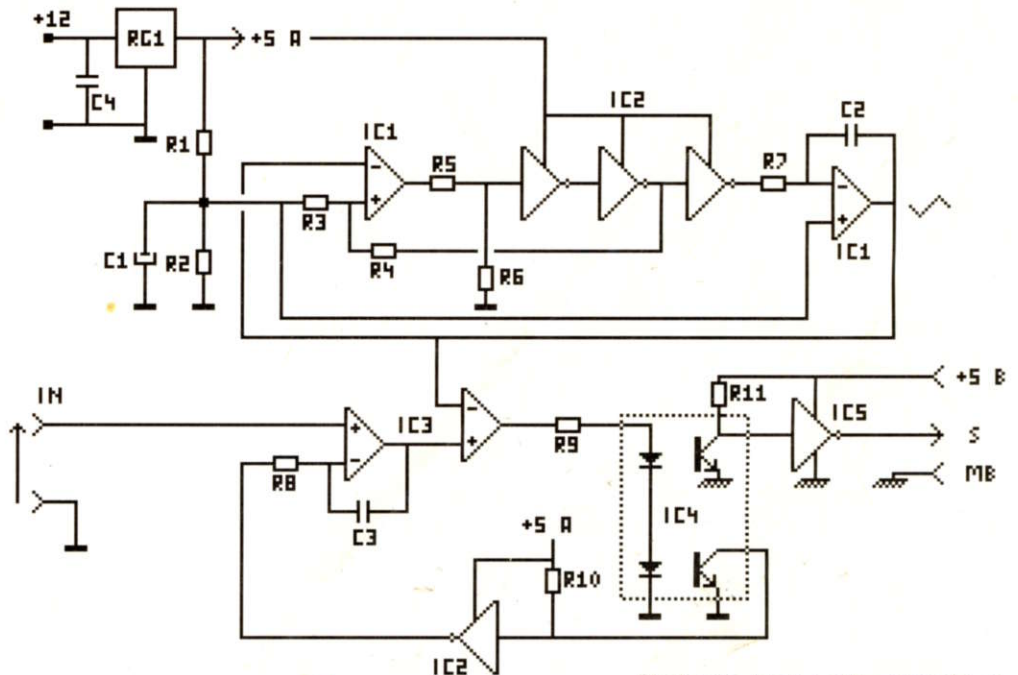 +12
RG1
+5 A
C4
R1
IC1
R5
IC2
R7
C2
R3
R4
R6
IC1
C1
R2
IN
IC3
R9
R11
+5 B
IC5
S
MB
R8
C3
IC4
+5 A
R10
IC2